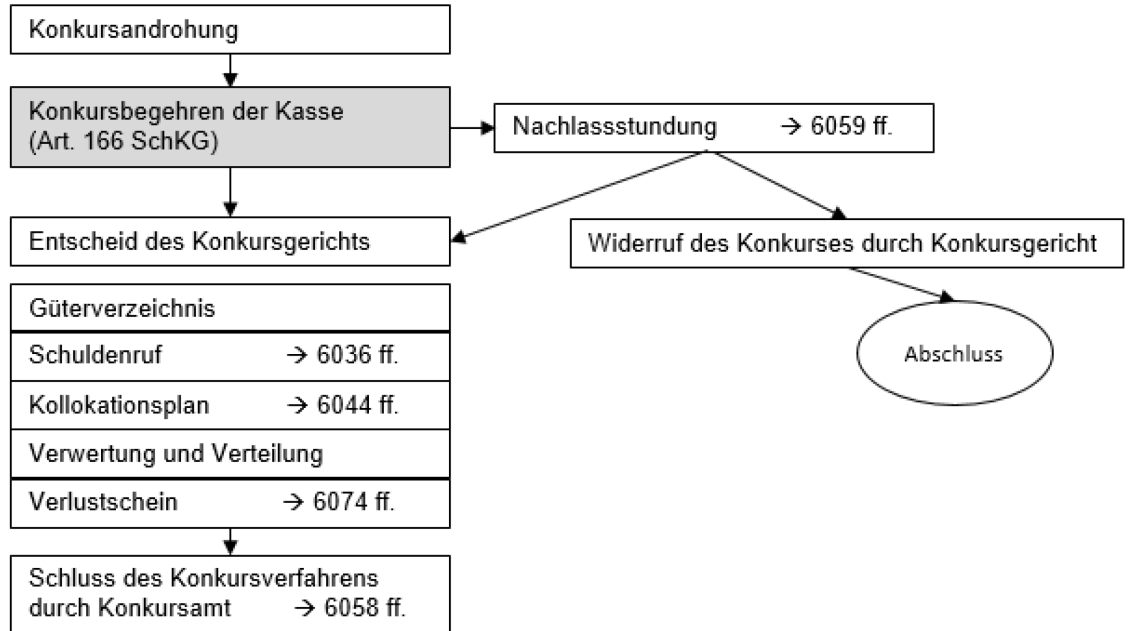 Konkursandrohung
Konkursbegehren der Kasse
(Art. 166 SchKG)
Nachlassstundung → 6059 ff.
Entscheid des Konkursgerichts
Widerruf des Konkurses durch Konkursgericht
Güterverzeichnis
Schuldenruf → 6036 ff.
Abschluss
Kollokationsplan → 6044 ff.
Verwertung und Verteilung
Verlustschein → 6074 ff.
Schluss des Konkursverfahrens
durch Konkursamt → 6058 ff.